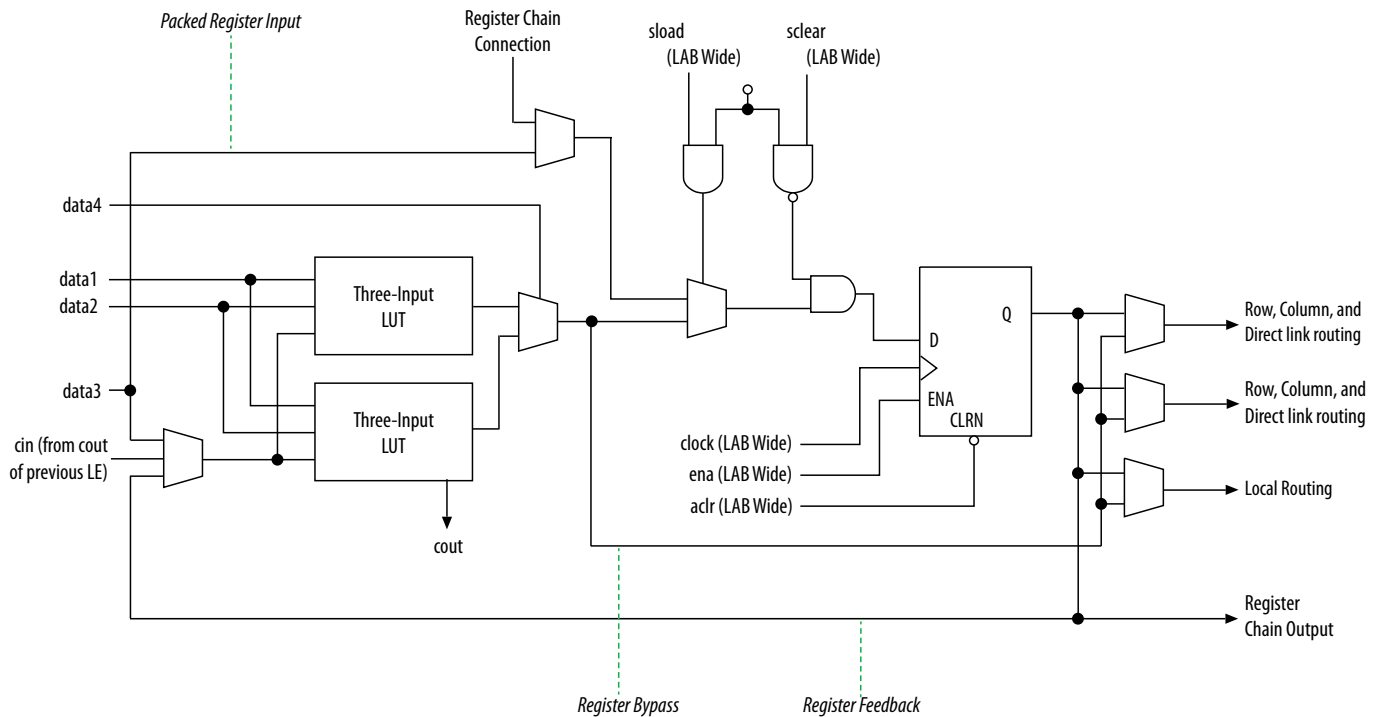 Packed Register Input
Register Chain
Connection
sload
(LAB Wide)
sclear
(LAB Wide)
data4
data1
data2
Three-Input
LUT
data3
Three-Input
LUT
cin (from cout
of previous LE)
cout
Q
D
ENA
CLRN
clock (LAB Wide)
ena (LAB Wide)
aclr (LAB Wide)
Row, Column, and
Direct link routing
Row, Column, and
Direct link routing
Local Routing
Register
Chain Output
Register Bypass
Register Feedback